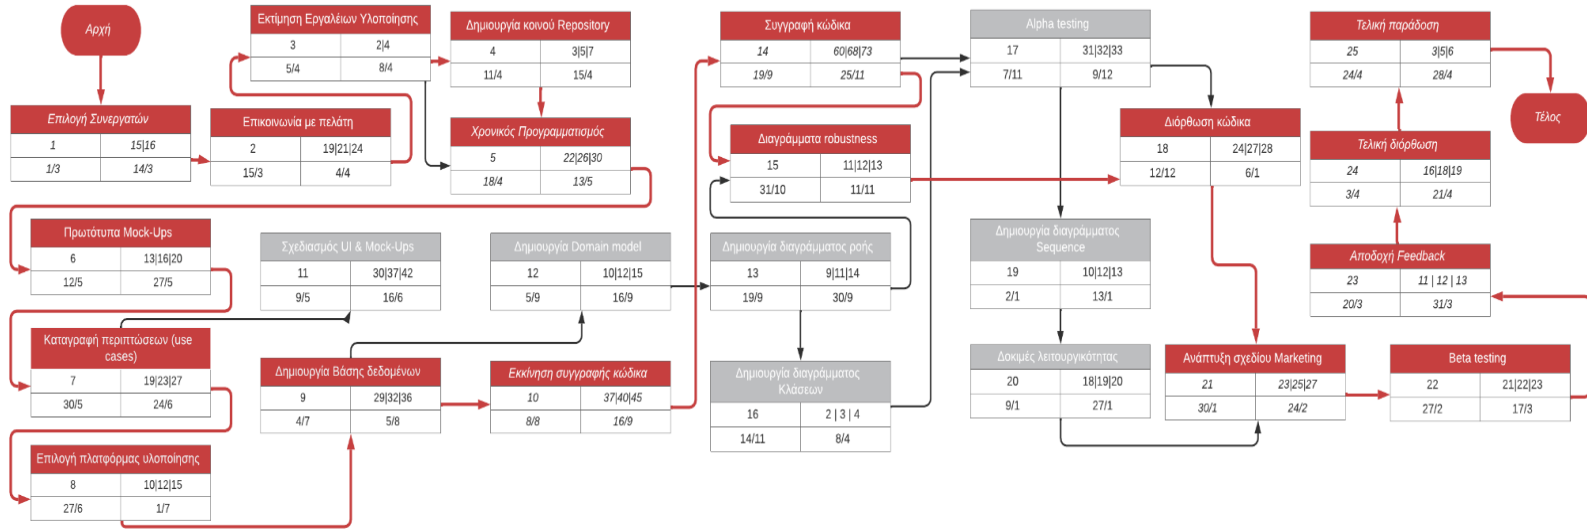 Αρχή
Επιλογή Συνεργατών
1 15|16
1/3 14/3
Επικοινωνία με πελάτη
2 19|21|24
15/3 4/4
Εκτίμηση Εργαλέιων Υλοποίησης
3 2|4
5/4 8/4
Δημιουργία κοινού Repository
4 3|5|7
11/4 15/4
Χρονικός Προγραμματισμός
5 22|26|30
18/4 13/5
Πρωτότυπα Mock-Ups
6 13|16|20
12/5 27/5
Καταγραφή περιπτώσεων (use
cases)
7 19|23|27
30/5 24/6
Επιλογή πλατφόρμας υλοποίησης
8 10|12|15
27/6 1/7
Δημιουργία Βάσης δεδομένων
9 29|32|36
4/7 5/8
Εκκίνηση συγγραφής κώδικα
10 37|40|45
8/8 16/9
Σχεδιασμός UI & Mock-Ups
11 30|37|42
9/5 16/6
Δημιουργία Domain model
12 10|12|15
5/9 16/9
Δημιουργία διαγράμματος ροής
13 9|11|14
19/9 30/9
Συγγραφή κώδικα
14 60|68|73
19/9 25/11
Διαγράμματα robustness
15 11|12|13
31/10 11/11
Δημιουργία διαγράμματος
Κλάσεων
16 2 | 3 | 4
14/11 8/4
Alpha testing
17 31|32|33
7/11 9/12
Διόρθωση κώδικα
18 24|27|28
12/12 6/1
Δημιουργία διαγράμματος
Sequence
19 10|12|13
2/1 13/1
Δοκιμές λειτουργικότητας
20 18|19|20
9/1 27/1
Ανάπτυξη σχεδίου Marketing
21 23|25|27
30/1 24/2
Beta testing
22 21|22|23
27/2 17/3
Αποδοχή Feedback
23 11 | 12 | 13
20/3 31/3
Τελική διόρθωση
24 16|18|19
3/4 21/4
Τελική παράδοση
25 3|5|6
24/4 28/4
Τέλος